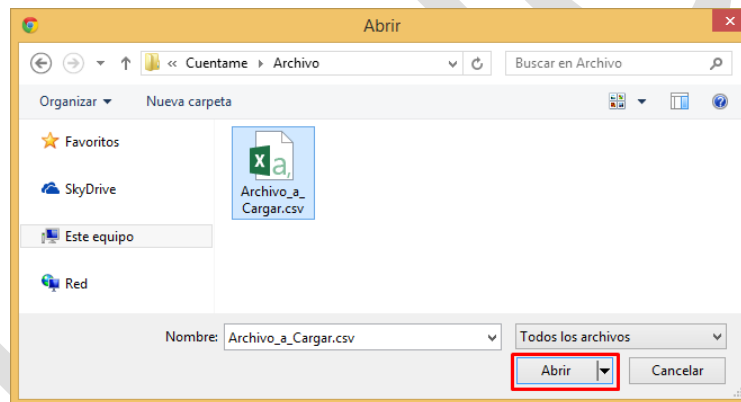 Abrir
« Cuentame Archivo
Buscar en Archivo
Organizar Nueva carpeta
Favoritos
SkyDrive
Este equipo
Red
Archivo_a_
Cargar.csv
Nombre: Archivo_a_Cargar.csv Todos los archivos
Abrir Cancelar